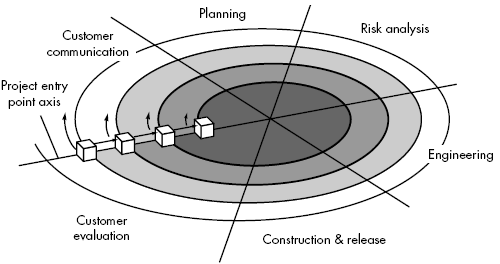 Planning
Risk analysis
Customer
communication
Project entry
point axis
Engineering
Customer
evaluation
Construction & release